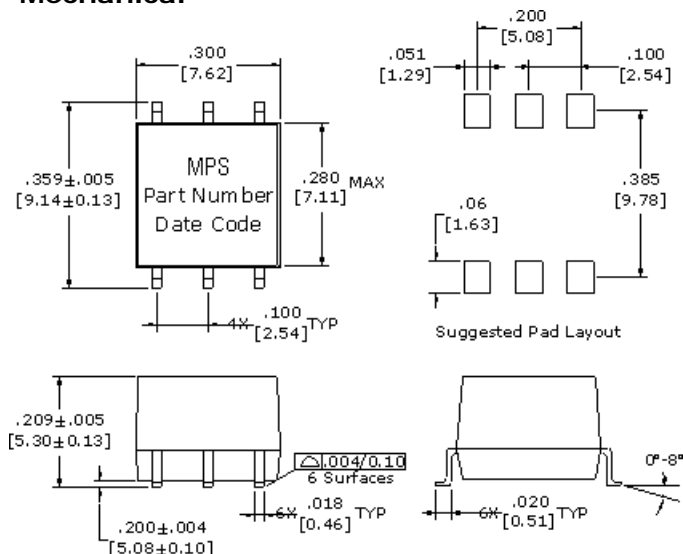 .300
[7.62]
.359±.005
[9.14±0.13]
MPS
Part Number
Date Code
.280 MAX
[7.11]
4X .100 TYP
[2.54]
.200
[5.08]
.051
[1.29]
.100
[2.54]
.385
[9.78]
.06
[1.63]
Suggested Pad Layout
.209±.005
[5.30±0.13]
.200±.004
[5.08±0.10]
.004/0.10
6 Surfaces
6X .018 TYP
[0.46]
6X .020 TYP
[0.51]
0°-8°